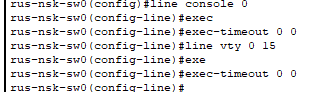 rus-nsk-sw0(config)#line console 0
rus-nsk-sw0(config-line)#exec
rus-nsk-sw0(config-line)#exec-timeout 0 0
rus-nsk-sw0(config-line)#line vty 0 15
rus-nsk-sw0(config-line)#exe
rus-nsk-sw0(config-line)#exec-timeout 0 0
rus-nsk-sw0(config-line)#